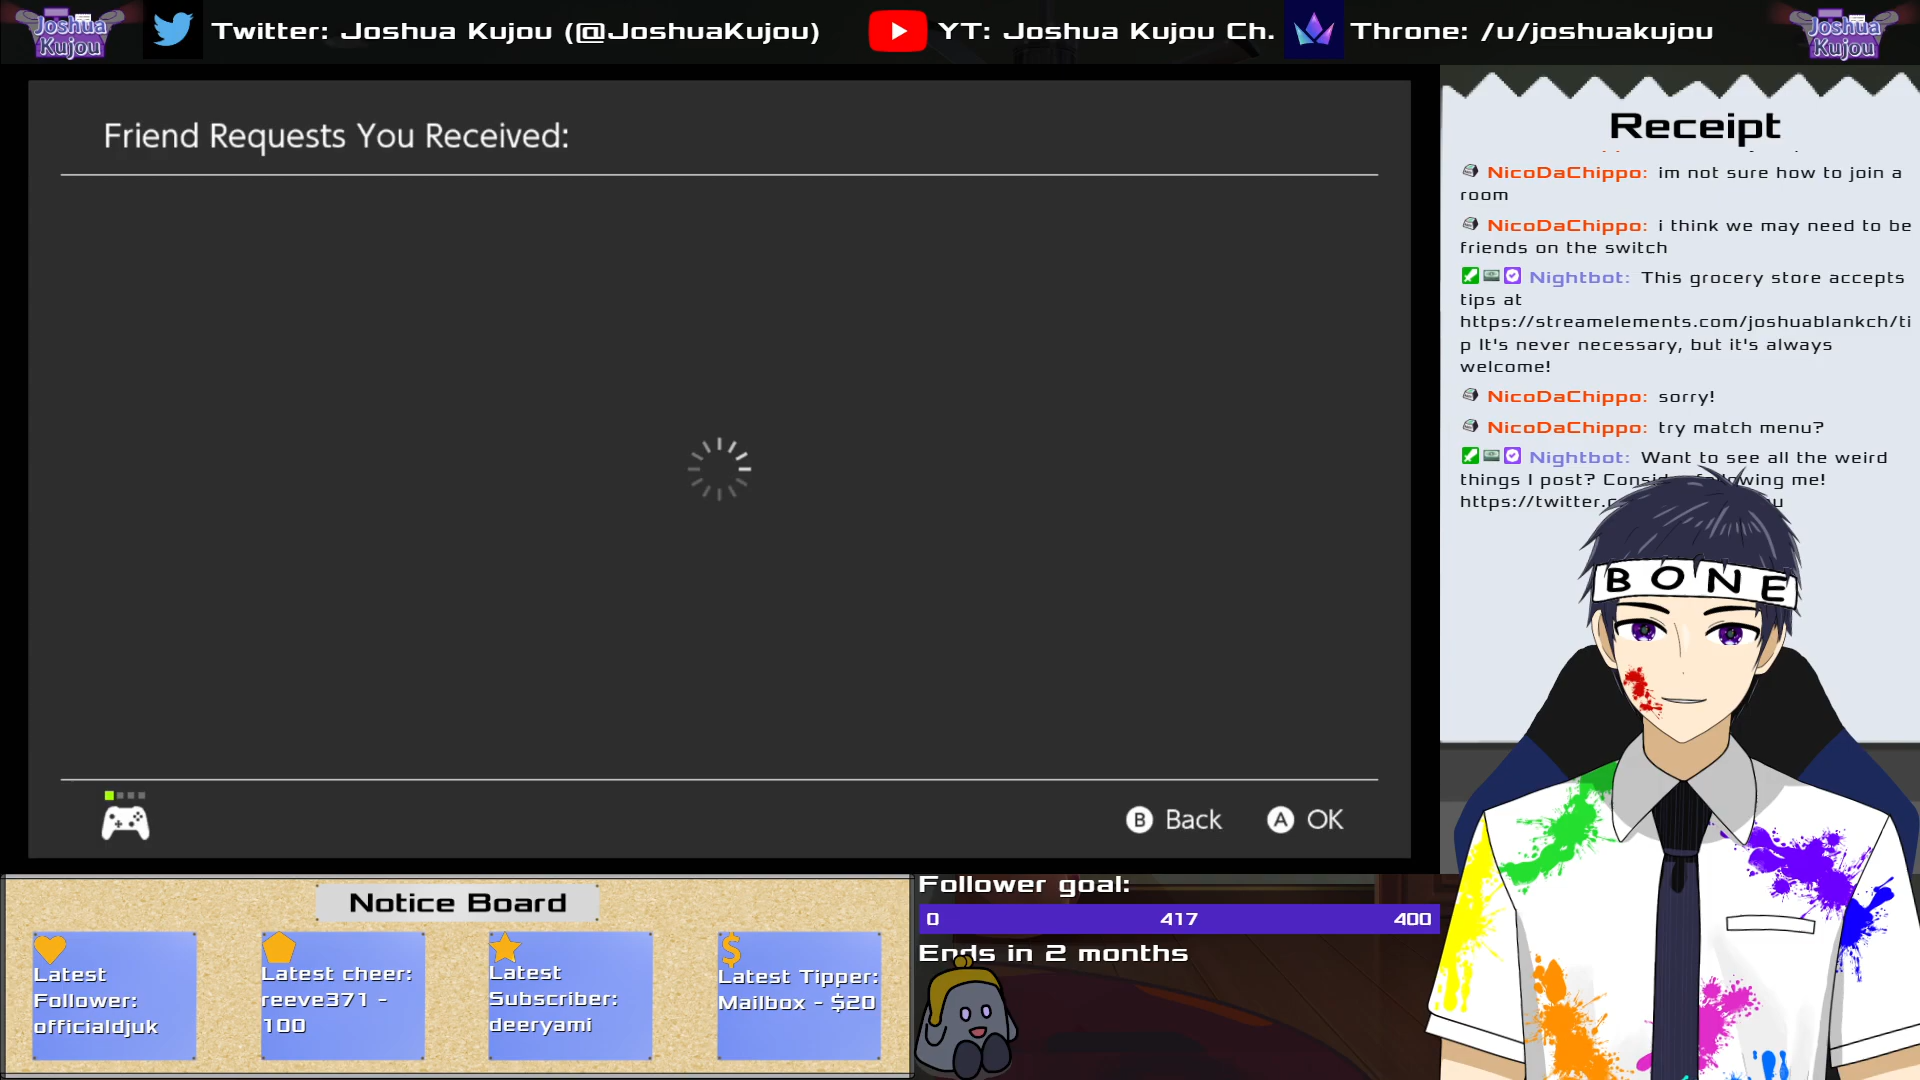 Joshua Kujou
Twitter: Joshua Kujou (@JoshuaKujou)
YT: Joshua Kujou Ch.
Throne: /u/joshuakujou
Joshua Kujou
Friend Requests You Received:
B Back
A OK
Receipt
NicoDaChippo: im not sure how to join a
room
NicoDaChippo: i think we may need to be
friends on the switch
Nightbot: This grocery store accepts
tips at
https://streamelements.com/joshuablankch/ti
p It's never necessary, but it's always
welcome!
NicoDaChippo: sorry!
NicoDaChippo: try match menu?
Nightbot: Want to see all the weird
things I post? me!
https://twitter.
BONE
Notice Board
Latest
Follower:
officialdjuk
Latest cheer:
reeve371 -
100
Latest
Subscriber:
deeryami
Latest Tipper:
Mailbox - $20
Follower goal:
0 417 400
Ends in 2 months